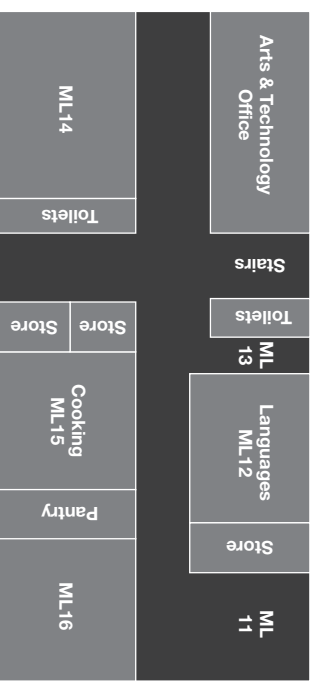 ML14
Toilets
Store
Store
Cooking
ML15
Pantry
ML16
Arts & Technology
Office
Stairs
Toilets
ML
13
Languages
ML12
Store
ML
11